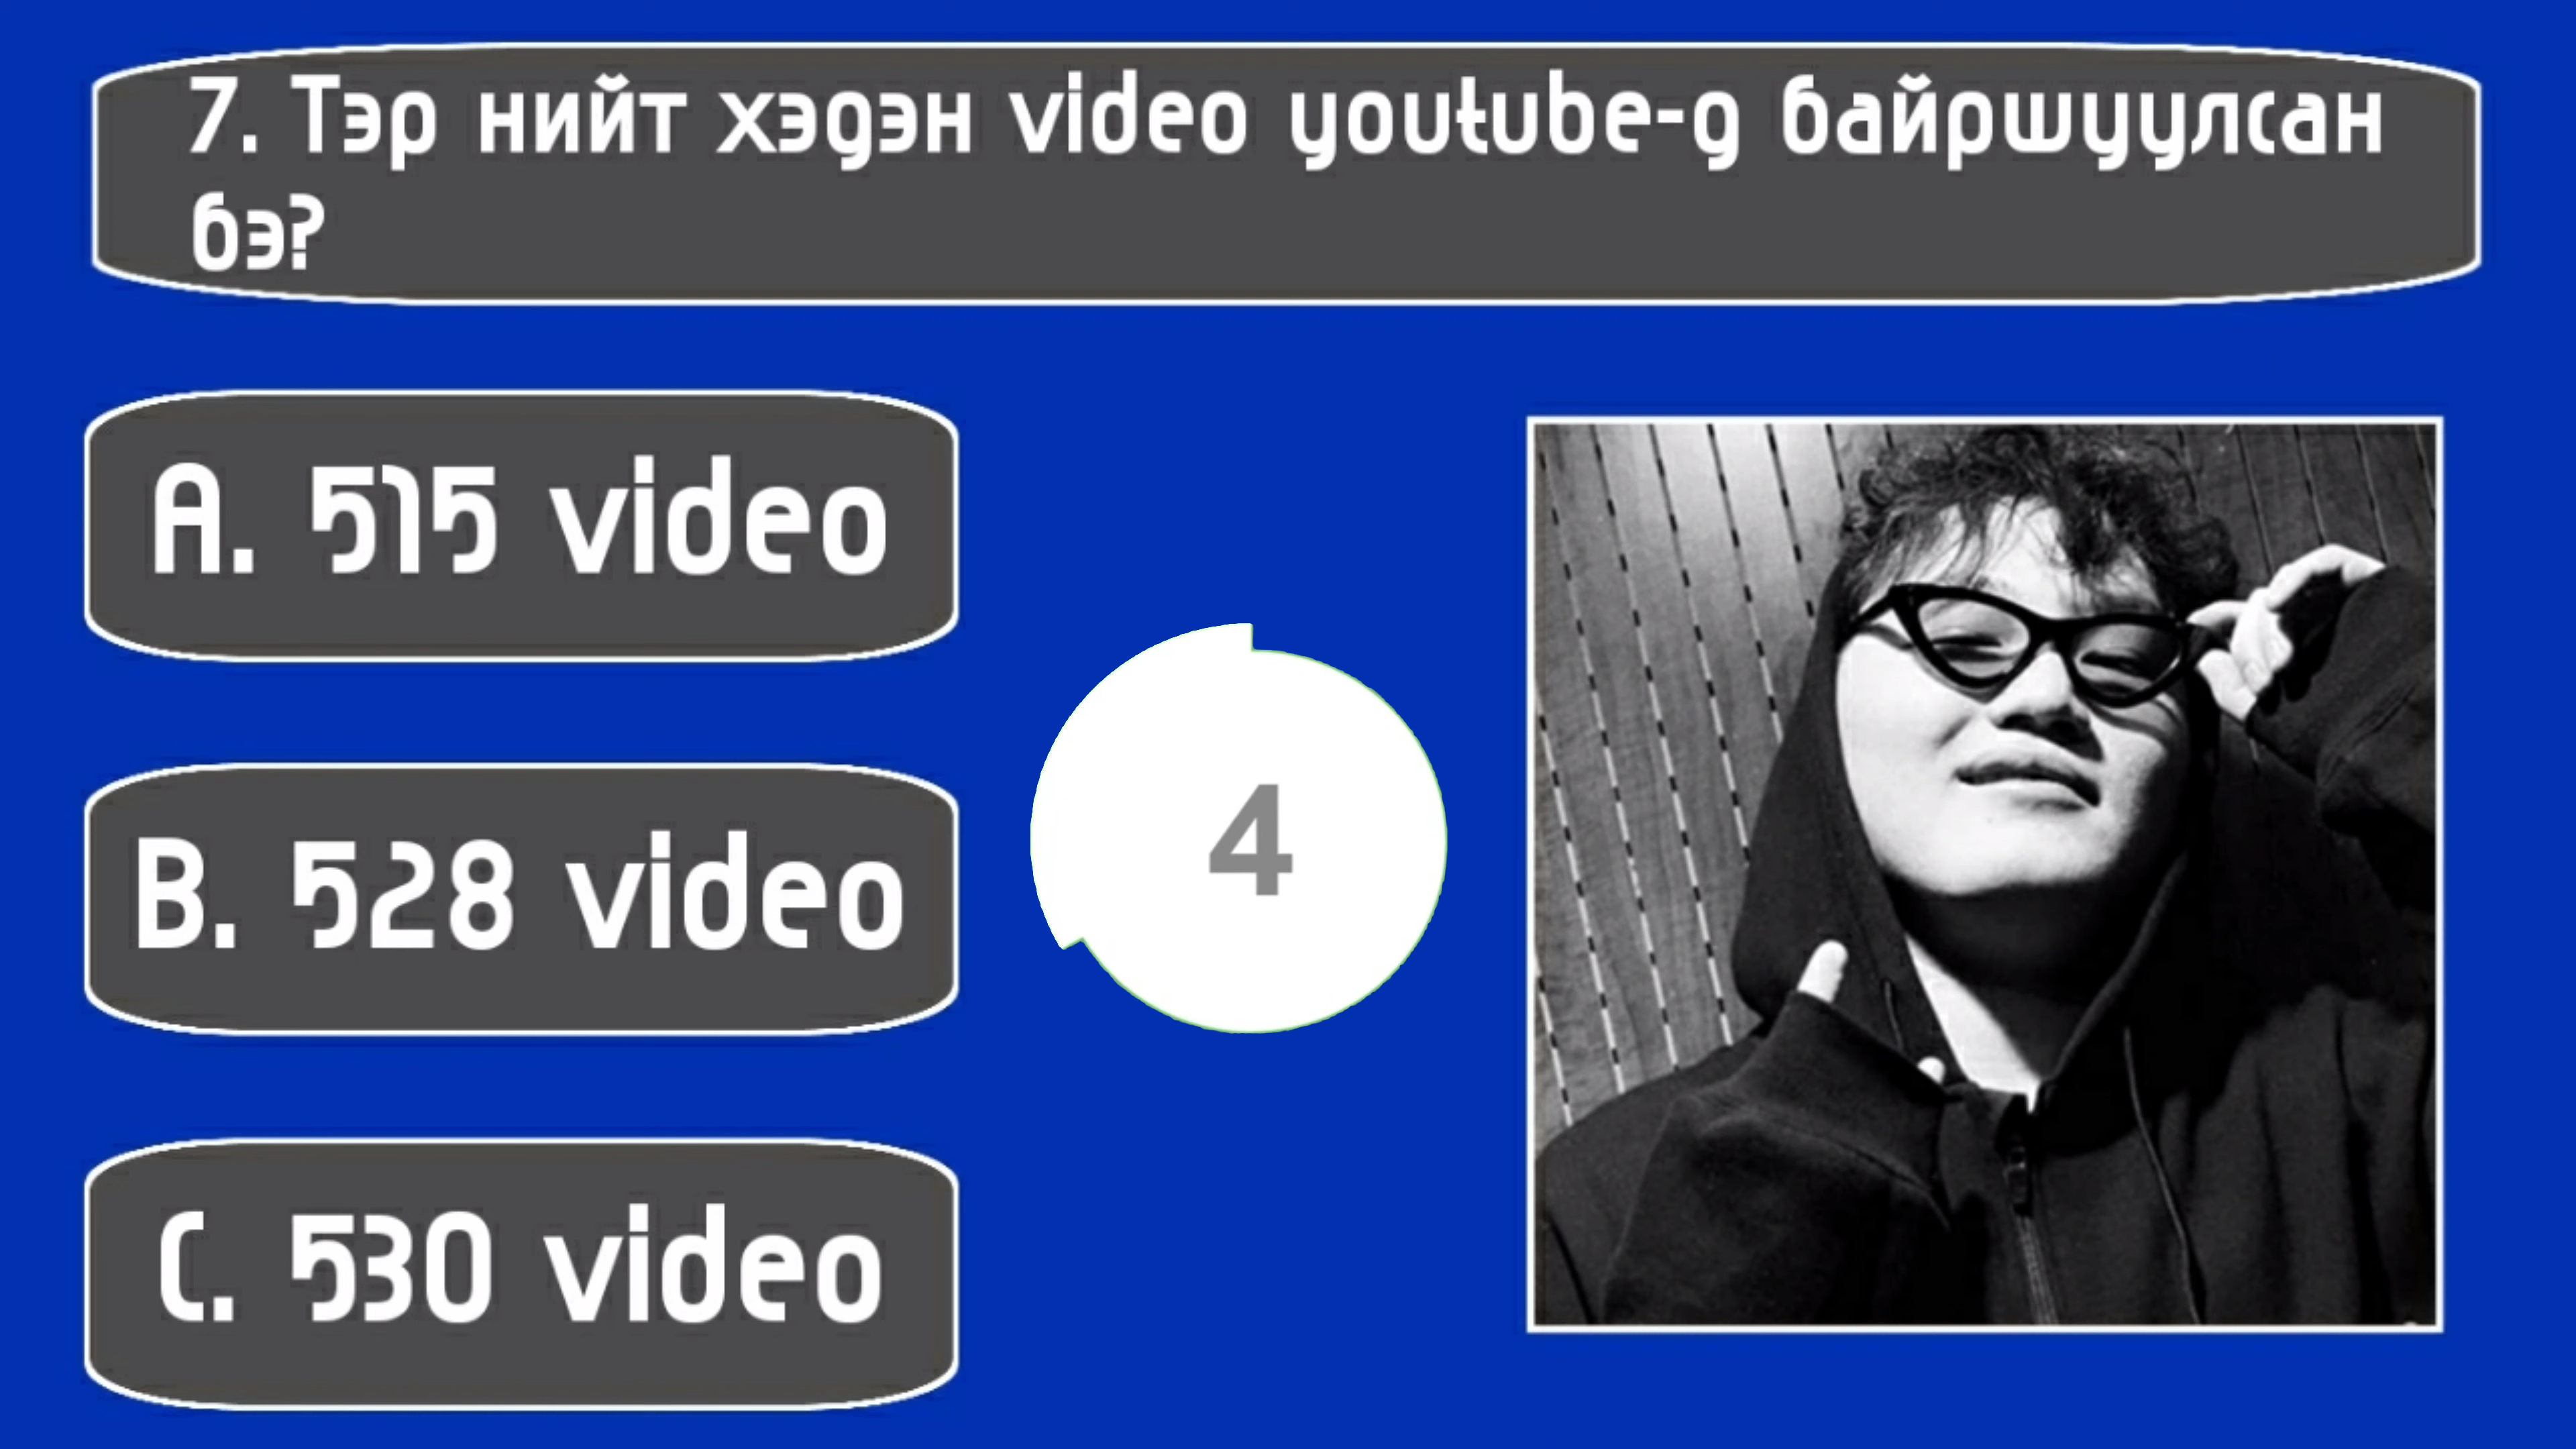 7. Тэр нийт хэдэн video youtube-д байршуулсан
бэ?
A. 515 video
4
B. 528 video
C. 530 video